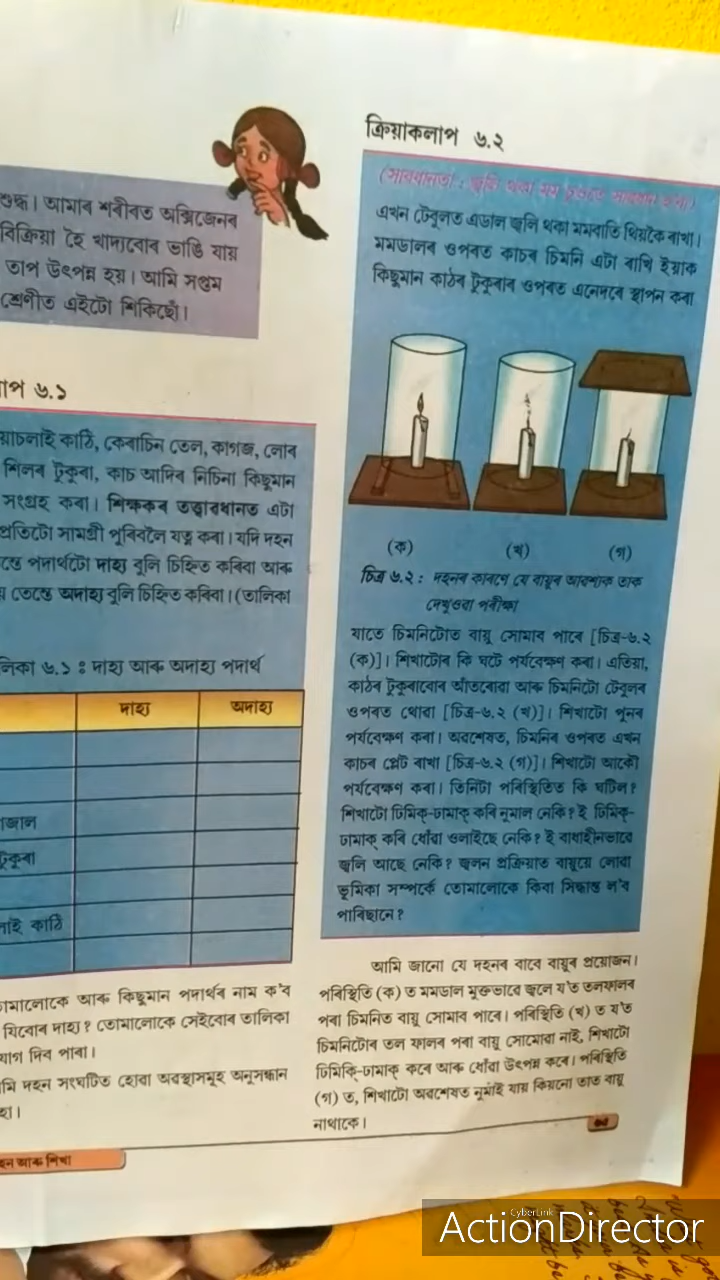 শুদ্ধ। আমাৰ শৰীৰত অক্সিজেনৰ
বিক্ৰিয়া হৈ খাদ্যবোৰ ভাঙি যায়
তাপ উৎপন্ন হয়। আমি সপ্তম
শ্ৰেণীত এইটো শিকিছোঁ।
৬.১
কাঠি, কেৰাচিন তেল, কাগজ, লোৰ
শিলৰ টুকুৰা, কাচ আদিৰ নিচিনা কিছুমান
সংগ্ৰহ কৰা। শিক্ষকৰ তত্ত্বাৱধানত এটা
প্ৰতিটো সামগ্ৰী পুৰিবলৈ যত্ন কৰা। যদি দহন
পদাৰ্থটো দাহ্য বুলি চিহ্নিত কৰিবা আৰু
তেন্তে অদাহ্য বুলি চিহ্নিত কৰিবা। (তালিকা
৬.১ ঃ দাহ্য আৰু অদাহ্য পদাৰ্থ
দাহ্য অদাহ্য
কাঠি
আৰু কিছুমান পদাৰ্থৰ নাম ক'ব
যিবোৰ দাহ্য? তোমালোকে সেইবোৰ তালিকা
দিব পাৰা।
দহন সংঘটিত হোৱা অৱস্থাসমূহ অনুসন্ধান
আৰু শিখা
ক্ৰিয়াকলাপ ৬.২
(সাৱধানতা : জ্বলি থকা মম
এখন টেবুলত এডাল জ্বলি থকা মমবাতি থিয়কৈ ৰাখা।
মমডালৰ ওপৰত কাচৰ চিমনি এটা ৰাখি ইয়াক
কিছুমান কাঠৰ টুকুৰাৰ ওপৰত এনেদৰে স্থাপন কৰা
(ক) (খ) (গ)
চিত্ৰ ৬.২ : দহনৰ কাৰণে যে বায়ুৰ আৱশ্যক তাক
দেখুওৱা পৰীক্ষা
যাতে চিমনিটোত বায়ু সোমাব পাৰে [চিত্ৰ-৬.২
(ক)]। শিখাটোৰ কি ঘটে পৰ্যবেক্ষণ কৰা। এতিয়া,
কাঠৰ টুকুৰাবোৰ আঁতৰোৱা আৰু চিমনিটো টেবুলৰ
ওপৰত থোৱা [চিত্ৰ-৬.২ (খ)]। শিখাটো পুনৰ
পৰ্যবেক্ষণ কৰা। অৱশেষত, চিমনিৰ ওপৰত এখন
কাচৰ প্লেট ৰাখা [চিত্ৰ-৬.২ (গ)]। শিখাটো আকৌ
পৰ্যবেক্ষণ কৰা। তিনিটা পৰিস্থিতিত কি ঘটিল?
শিখাটো ঢিমিক্-ঢামাক্ কৰি নুমাল নেকি? ই ঢিমিক্-
ঢামাক্ কৰি ধোঁৱা ওলাইছে নেকি? ই বাধাহীনভাৱে
জ্বলি আছে নেকি? জ্বলন প্ৰক্ৰিয়াত বায়ুয়ে লোৱা
ভূমিকা সম্পৰ্কে তোমালোকে কিবা সিদ্ধান্ত ল'ব
পাৰিছানে?
আমি জানো যে দহনৰ বাবে বায়ুৰ প্ৰয়োজন।
পৰিস্থিতি (ক) ত মমডাল মুক্তভাৱে জ্বলে য'ত তলফালৰ
পৰা চিমনিত বায়ু সোমাব পাৰে। পৰিস্থিতি (খ) ত য'ত
চিমনিটোৰ তল ফালৰ পৰা বায়ু সোমোৱা নাই, শিখাটো
ঢিমিক্-ঢামাক্ কৰে আৰু ধোঁৱা উৎপন্ন কৰে। পৰিস্থিতি
(গ) ত, শিখাটো অৱশেষত নুমাই যায় কিয়নো তাত বায়ু
নাথাকে।
CyberLink
ActionDirector